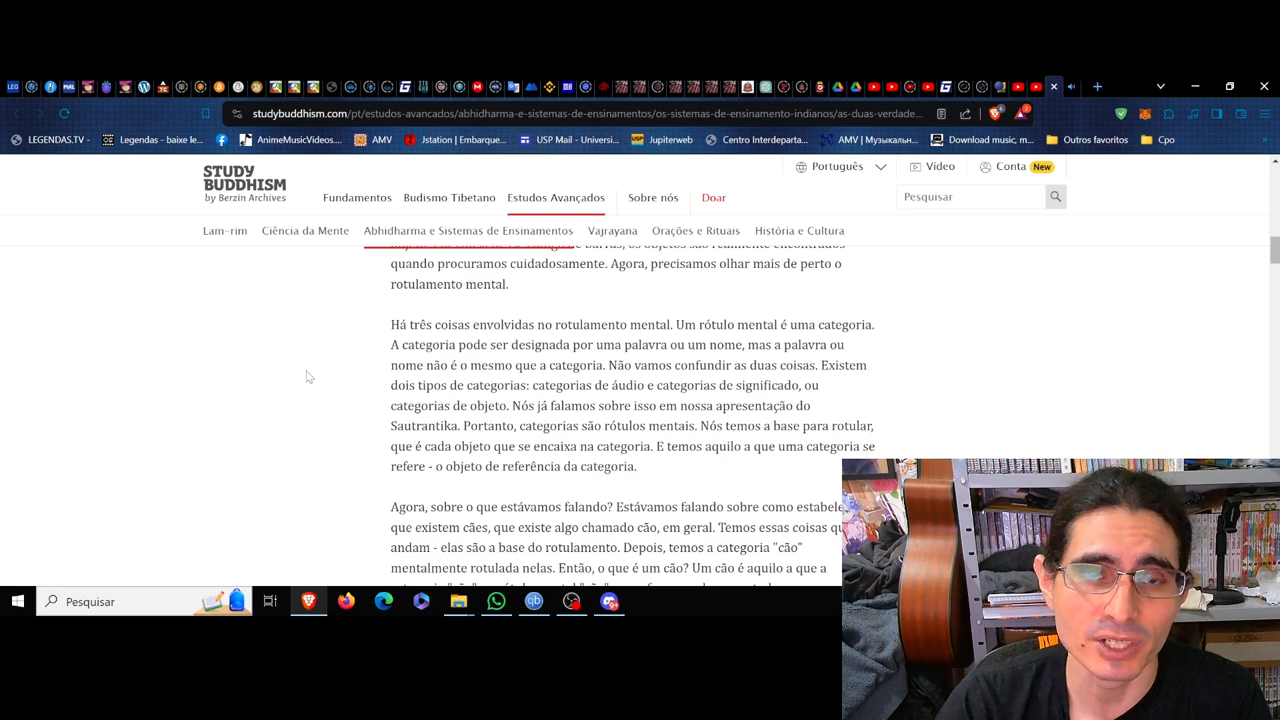 LEG
MAL
studybuddhism.com/pt/estudos-avancados/abhidharma-e-sistemas-de-ensinamentos/os-sistemas-de-ensinamento-indianos/as-duas-verdade...
LEGENDAS.TV -
Legendas - baixe le...
AnimeMusicVideos....
AMV
Jstation | Embarque...
USP Mail - Universi...
Jupiterweb
Centro Interdeparta...
AMV | Музыкальн...
Download music, m...
Outros favoritos
Cpo
STUDY
BUDDHISM
by Berzin Archives
Português
Vídeo
Conta New
Fundamentos
Budismo Tibetano
Estudos Avançados
Sobre nós
Doar
Pesquisar
Lam-rim
Ciência da Mente
Abhidharma e Sistemas de Ensinamentos
Vajrayana
Orações e Rituais
História e Cultura
quando procuramos cuidadosamente. Agora, precisamos olhar mais de perto o
rotulamento mental.
Há três coisas envolvidas no rotulamento mental. Um rótulo mental é uma categoria.
A categoria pode ser designada por uma palavra ou um nome, mas a palavra ou
nome não é o mesmo que a categoria. Não vamos confundir as duas coisas. Existem
dois tipos de categorias: categorias de áudio e categorias de significado, ou
categorias de objeto. Nós já falamos sobre isso em nossa apresentação do
Sautrantika. Portanto, categorias são rótulos mentais. Nós temos a base para rotular,
que é cada objeto que se encaixa na categoria. E temos aquilo a que uma categoria se
refere - o objeto de referência da categoria.
Agora, sobre o que estávamos falando? Estávamos falando sobre como estabele
que existem cães, que existe algo chamado cão, em geral. Temos essas coisas qu
andam - elas são a base do rotulamento. Depois, temos a categoria "cão"
mentalmente rotulada nelas. Então, o que é um cão? Um cão é aquilo a que a
Pesquisar